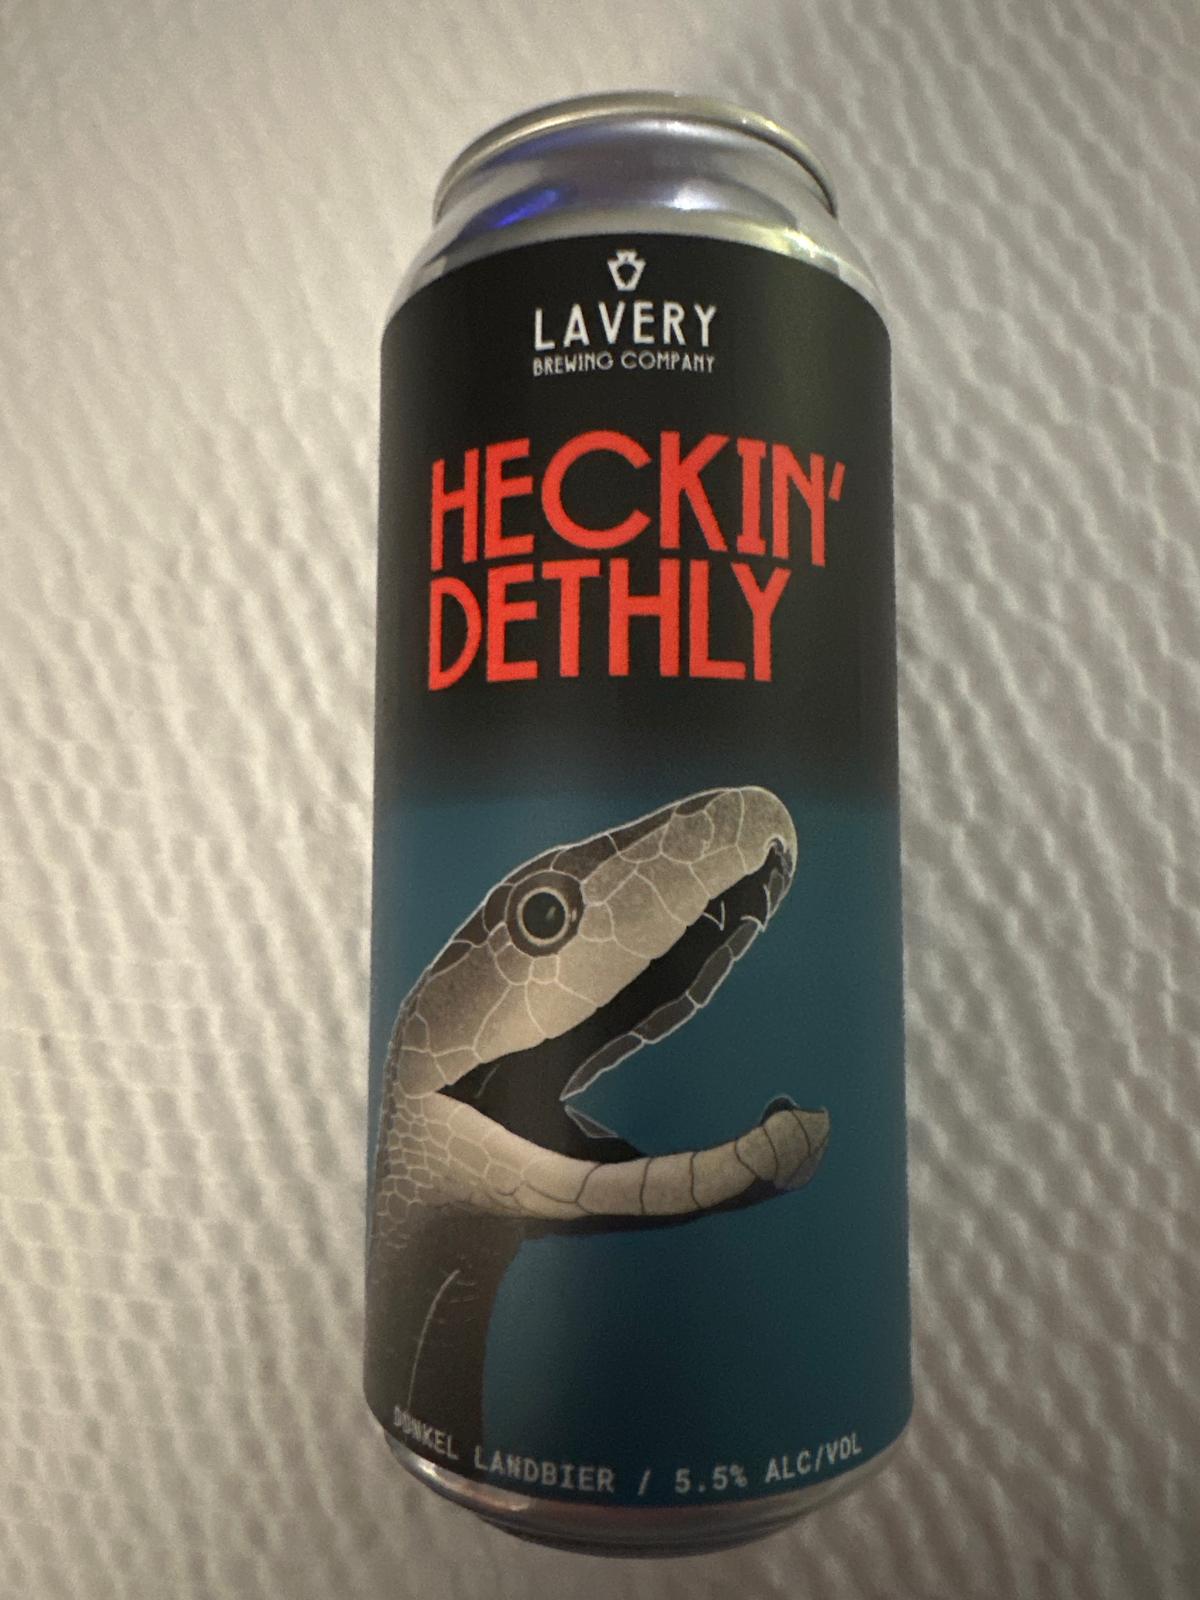 LAVERY
BREWING COMPANY
HECKIN'
DETHLY
DUNKEL LANDBIER / 5.5% ALC/VOL